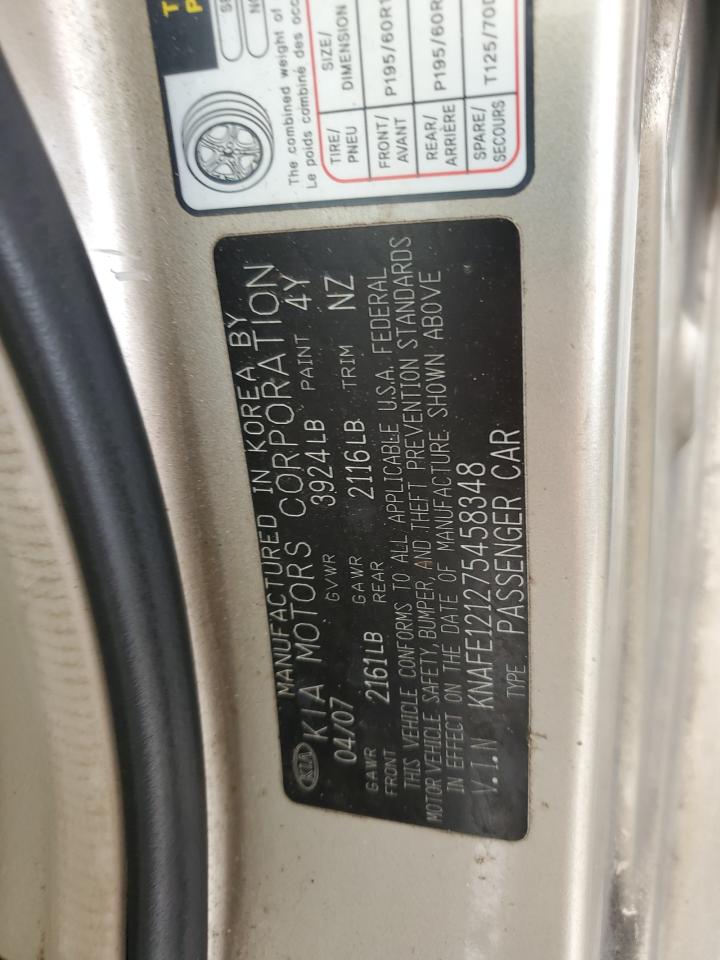 The combined weight of
Le poids combiné des occ
TIRE/
PNEU
SIZE/
DIMENSION
FRONT/
AVANT
P195/60R1
REAR/
ARRIÈRE
P195/60R
SPARE/
SECOURS
T125/70D
KIA
MANUFACTURED IN KOREA BY
KIA MOTORS CORPORATION
04/07 GVWR 3924LB PAINT 4Y
GAWR
FRONT 2161LB GAWR
REAR 2116LB TRIM NZ
THIS VEHICLE CONFORMS TO ALL APPLICABLE U.S.A. FEDERAL
MOTOR VEHICLE SAFETY, BUMPER, AND THEFT PREVENTION STANDARDS
IN EFFECT ON THE DATE OF MANUFACTURE SHOWN ABOVE
V.I.N KNAFE121275458348
TYPE PASSENGER CAR